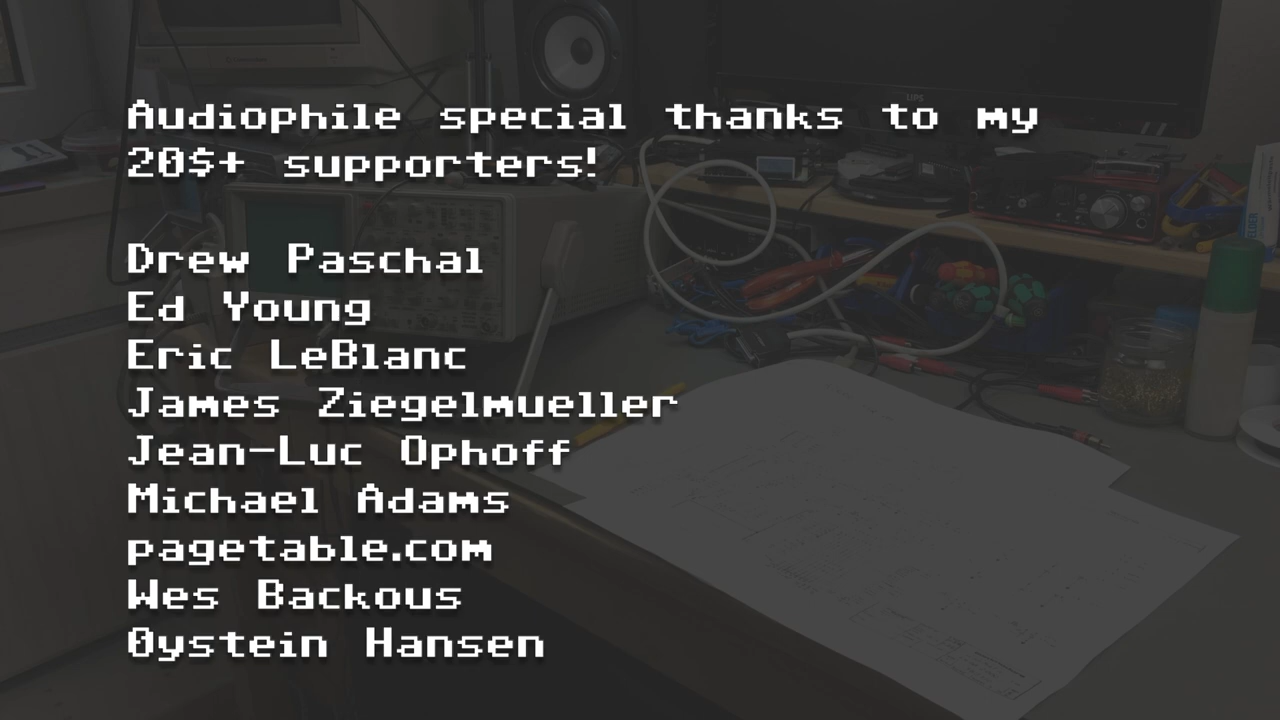 Audiophile special thanks to my
20$+ supporters!
Drew Paschal
Ed Young
Eric LeBlanc
James Ziegelmueller
Jean-Luc Ophoff
Michael Adams
pagetable.com
Wes Backous
Øystein Hansen